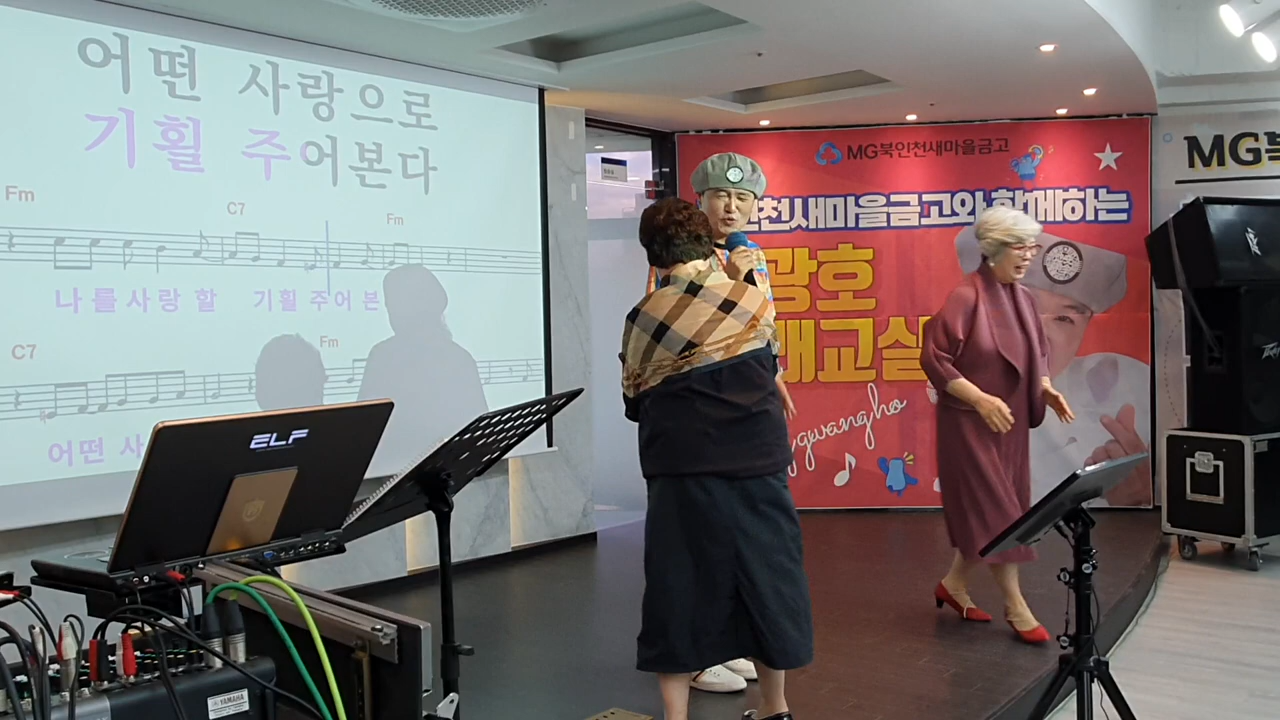 어떤 사랑으로
기횔 주어본다
Fm
C7
Fm
나를사랑할 기횔주어본
C7
Fm
어떤 사
ELF
YAMAHA
MG북인천새마을금고
천새마을금고와 함께하는
광호
래교실
gwangho
MG북